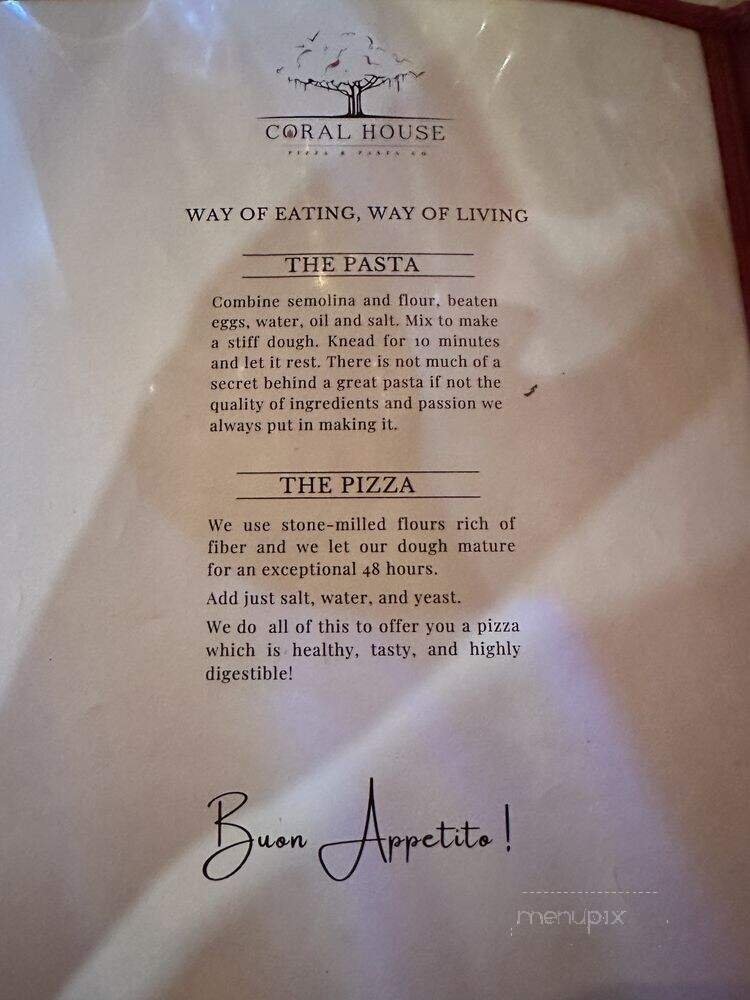 CORAL HOUSE
PIZZA & PASTA CO
WAY OF EATING, WAY OF LIVING
THE PASTA
Combine semolina and flour, beaten
eggs, water, oil and salt. Mix to make
a stiff dough. Knead for 10 minutes
and let it rest. There is not much of a
secret behind a great pasta if not the
quality of ingredients and passion we
always put in making it.
THE PIZZA
We use stone-milled flours rich of
fiber and we let our dough mature
for an exceptional 48 hours.
Add just salt, water, and yeast.
We do all of this to offer you a pizza
which is healthy, tasty, and highly
digestible!
Buon Appetito!
menupix